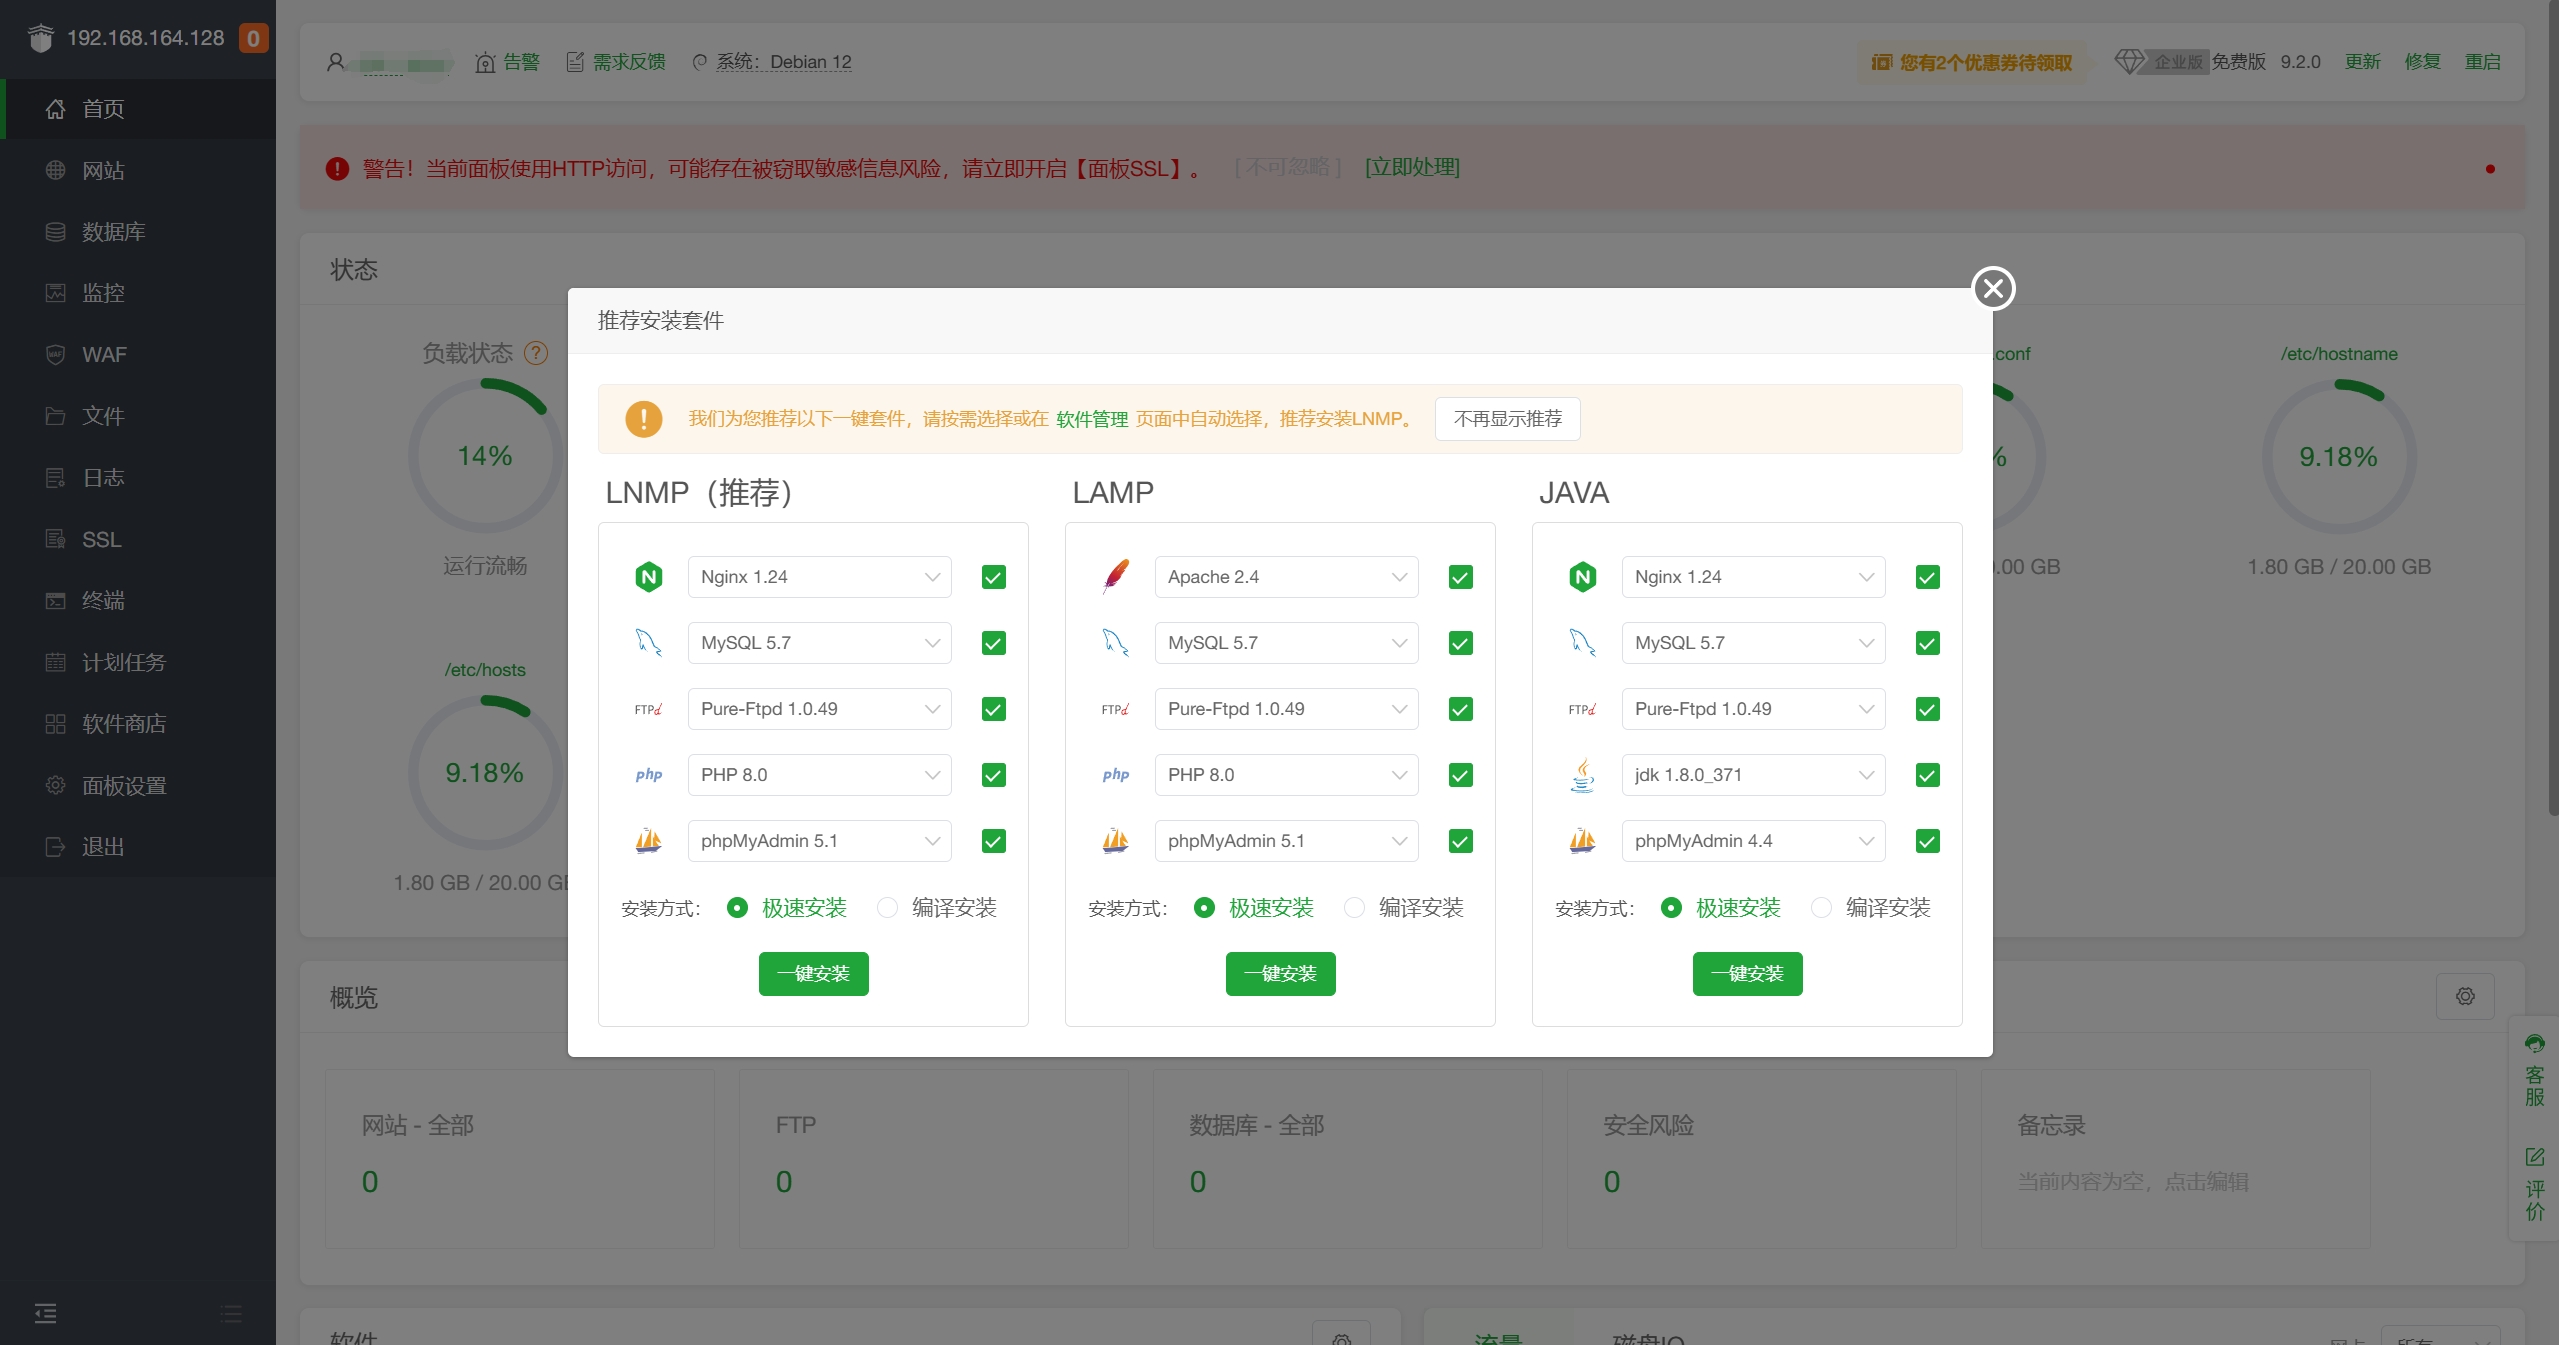 192.168.164.128 0
首页
网站
数据库
监控
WAF
文件
日志
SSL
终端
计划任务
软件商店
面板设置
退出
告警 需求反馈 系统：Debian 12
您有2个优惠券待领取 企业版 免费版 9.2.0 更新 修复 重启
警告！当前面板使用HTTP访问，可能存在被窃取敏感信息风险，请立即开启【面板SSL】。 [ 不可忽略 ] [立即处理]
状态
负载状态
14%
运行流畅
/etc/hosts
9.18%
1.80 GB / 20.00 GB
.conf
%
.00 GB
/etc/hostname
9.18%
1.80 GB / 20.00 GB
推荐安装套件
我们为您推荐以下一键套件，请按需选择或在 软件管理 页面中自动选择，推荐安装LNMP。 不再显示推荐
LNMP（推荐）
Nginx 1.24
MySQL 5.7
FTPd Pure-Ftpd 1.0.49
php PHP 8.0
phpMyAdmin 5.1
安装方式： 极速安装 编译安装
一键安装
LAMP
Apache 2.4
MySQL 5.7
FTPd Pure-Ftpd 1.0.49
php PHP 8.0
phpMyAdmin 5.1
安装方式： 极速安装 编译安装
一键安装
JAVA
Nginx 1.24
MySQL 5.7
FTPd Pure-Ftpd 1.0.49
jdk 1.8.0_371
phpMyAdmin 4.4
安装方式： 极速安装 编译安装
一键安装
概览
网站 - 全部
0
FTP
0
数据库 - 全部
0
安全风险
0
备忘录
当前内容为空，点击编辑
客服
评价
软件
流量 磁盘IO
网卡 所有